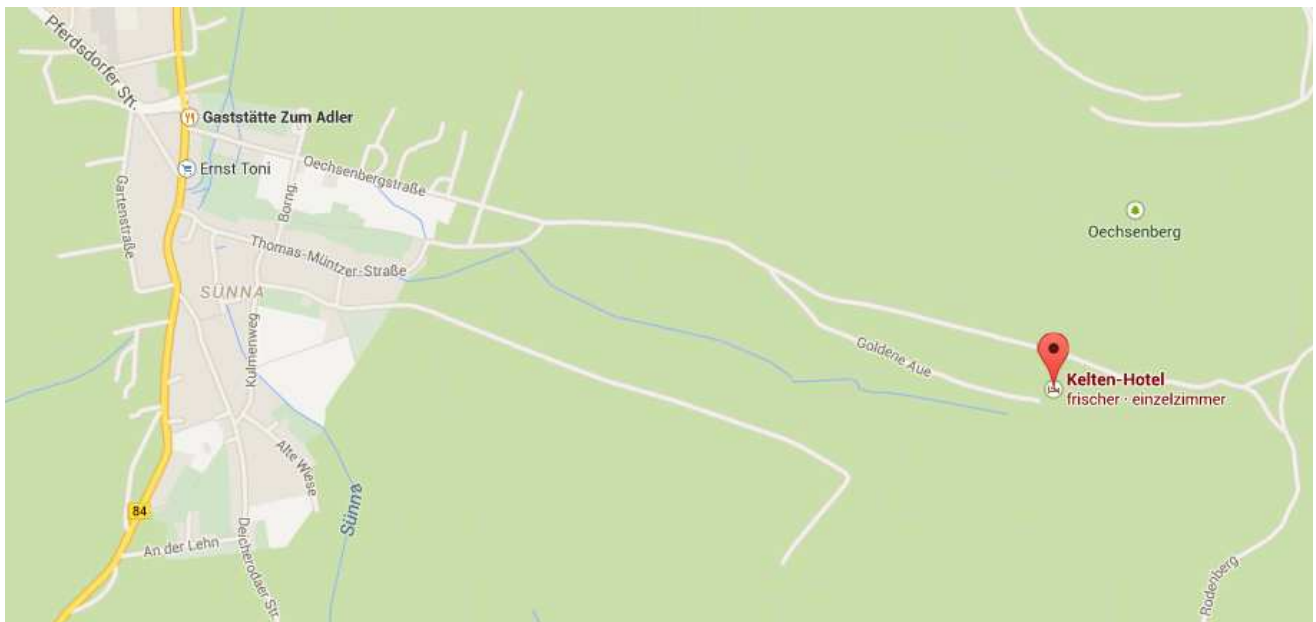 Pferdsdorfer Str.
Gaststätte Zum Adler
Ernst Toni
Oechsenbergstraße
Borng.
Gartenstraße
Thomas-Müntzer-Straße
SÜNNA
Kulmenweg
Oechsenberg
Goldene Aue
Kelten-Hotel
frischer · einzelzimmer
Alte Wiese
Sünna
84
An der Lehn
Deicherodaer Str.
Rodenberg